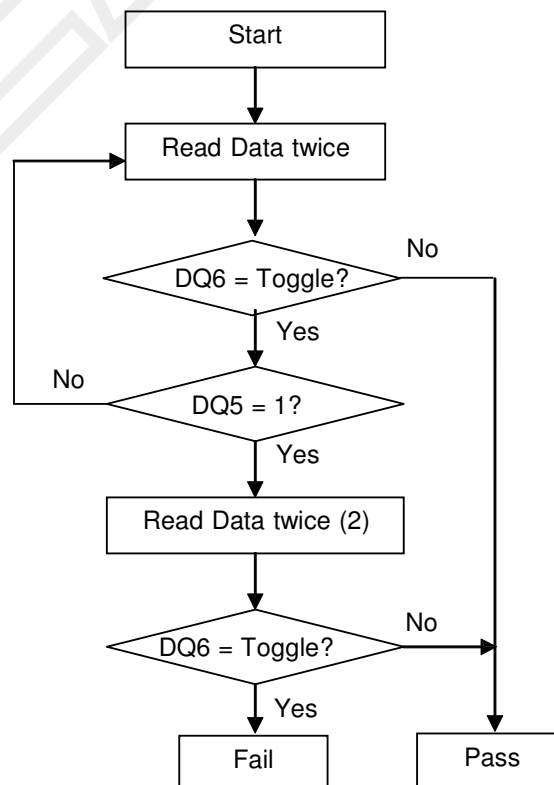 Start
Read Data twice
No
DQ6 = Toggle?
Yes
No
DQ5 = 1?
Yes
Read Data twice (2)
No
DQ6 = Toggle?
Yes
Fail
Pass